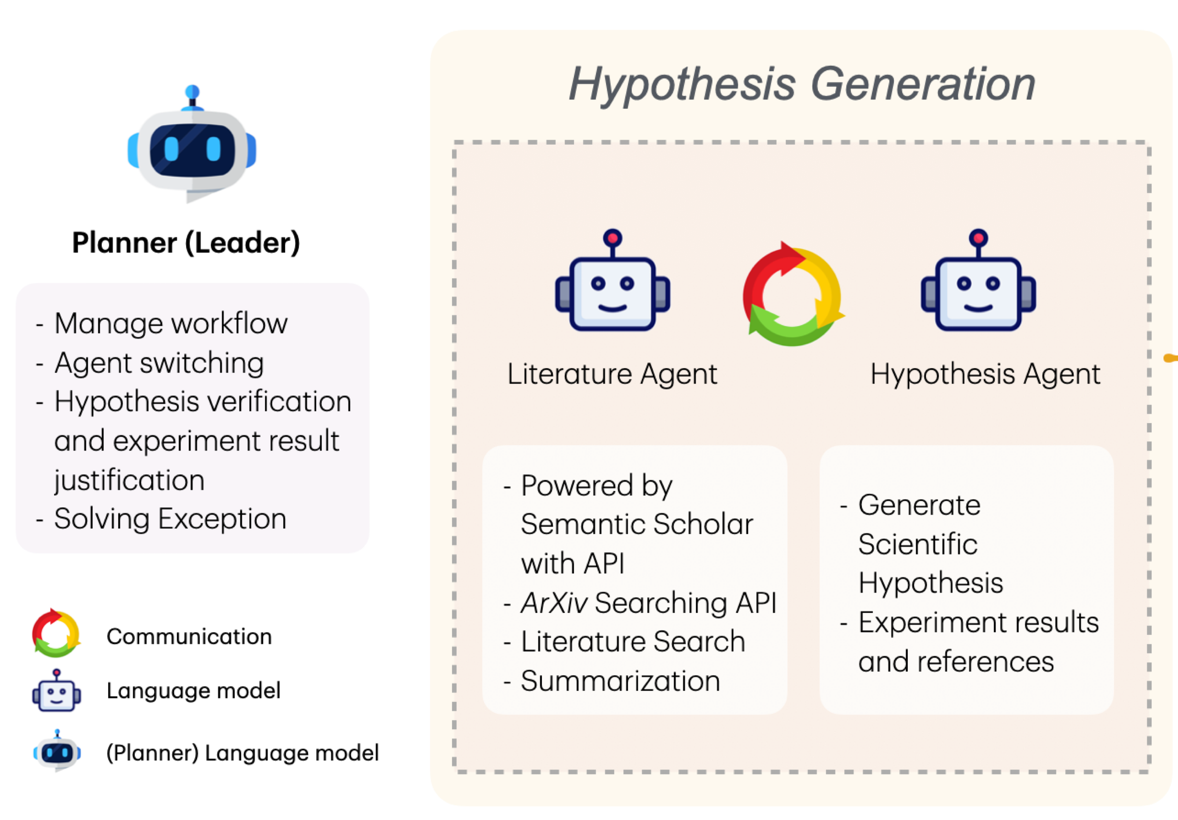 Hypothesis Generation
Planner (Leader)
- Manage workflow
- Agent switching
- Hypothesis verification
and experiment result
justification
- Solving Exception
Communication
Language model
(Planner) Language model
Literature Agent
- Powered by
Semantic Scholar
with API
- ArXiv Searching API
- Literature Search
- Summarization
Hypothesis Agent
- Generate
Scientific
Hypothesis
- Experiment results
and references